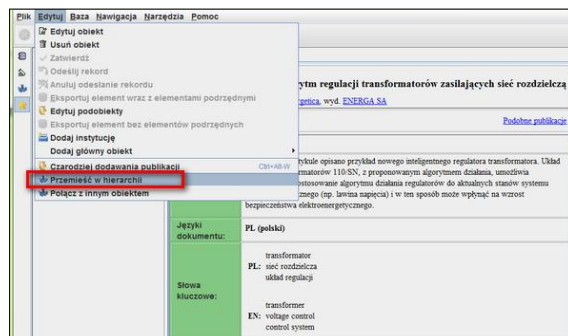 Plik Edytuj Baza Nawigacja Narzędzia Pomoc
Edytuj obiekt
Usuń obiekt
Zatwierdź
Odeślij rekord
Anuluj odesłanie rekordu
Eksportuj element wraz z elementami podrzędnymi
Edytuj podobiekty
Eksportuj element bez elementów podrzędnych
Dodaj instytucję
Dodaj główny obiekt
Czarodziej dodawania publikacji Ctrl+Alt-W
Przemieść w hierarchii
Połącz z innym obiektem
ytm regulacji transformatorów zasilających sieć rozdzielczą
getica, wyd. ENERGA SA
Podobne publikacje
tykule opisano przykład nowego inteligentnego regulatora transformatora. Układ
rmatorów 110/SN, z proponowanym algorytmem działania, umożliwia
ostosowanie algorytmu działania regulatorów do aktualnych stanów systemu
znego (np. lawina napięcia) i w ten sposób może wpłynąć na wzrost
bezpieczeństwa elektroenergetycznego.
Języki
dokumentu:
PL (polski)
Słowa
kluczowe:
transformator
PL: sieć rozdzielcza
układ regulacji
transformer
EN: voltage control
control system